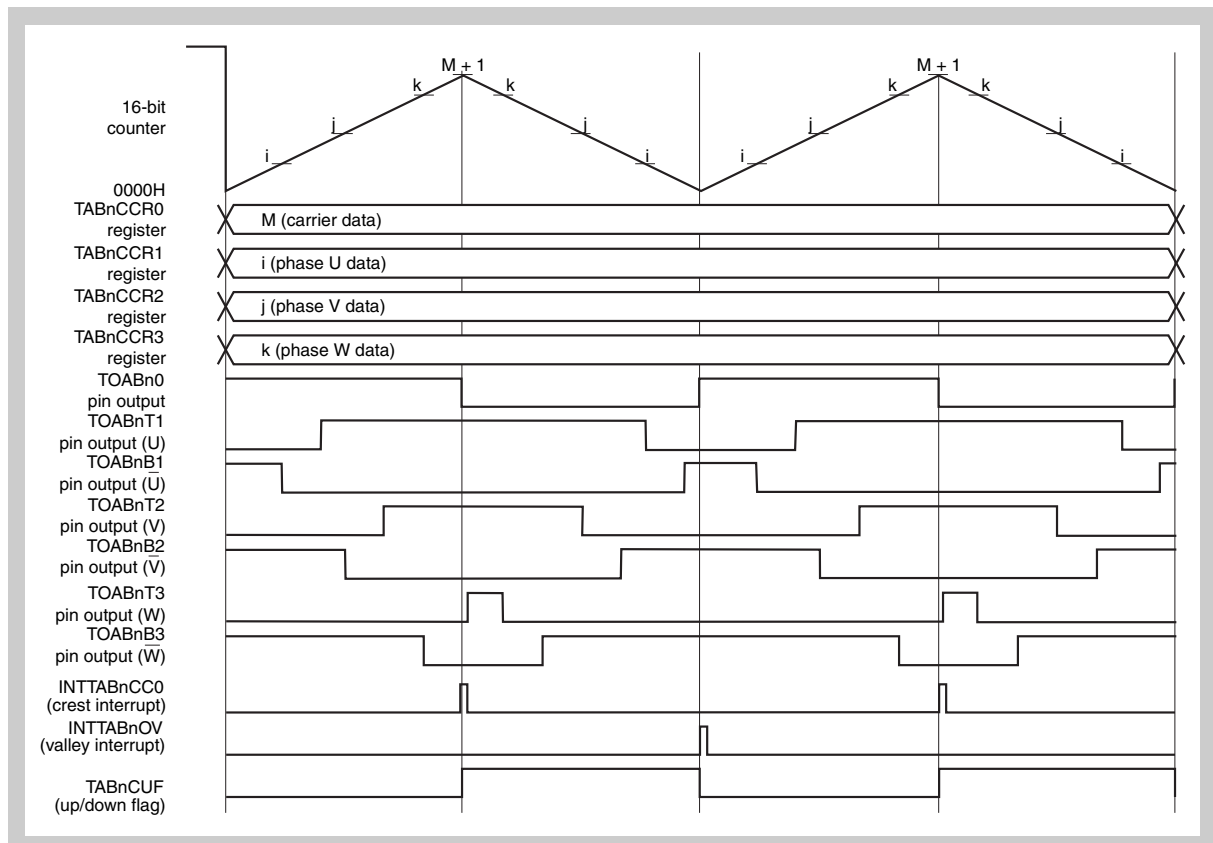 M + 1
M + 1
k
k
k
k
16-bit
counter
j
j
j
j
i
i
i
i
0000H
TABnCCR0
register
M (carrier data)
TABnCCR1
register
i (phase U data)
TABnCCR2
register
j (phase V data)
TABnCCR3
register
k (phase W data)
TOABn0
pin output
TOABnT1
pin output (U)
TOABnB1
pin output (U̅)
TOABnT2
pin output (V)
TOABnB2
pin output (V̅)
TOABnT3
pin output (W)
TOABnB3
pin output (W̅)
INTTABnCC0
(crest interrupt)
INTTABnOV
(valley interrupt)
TABnCUF
(up/down flag)